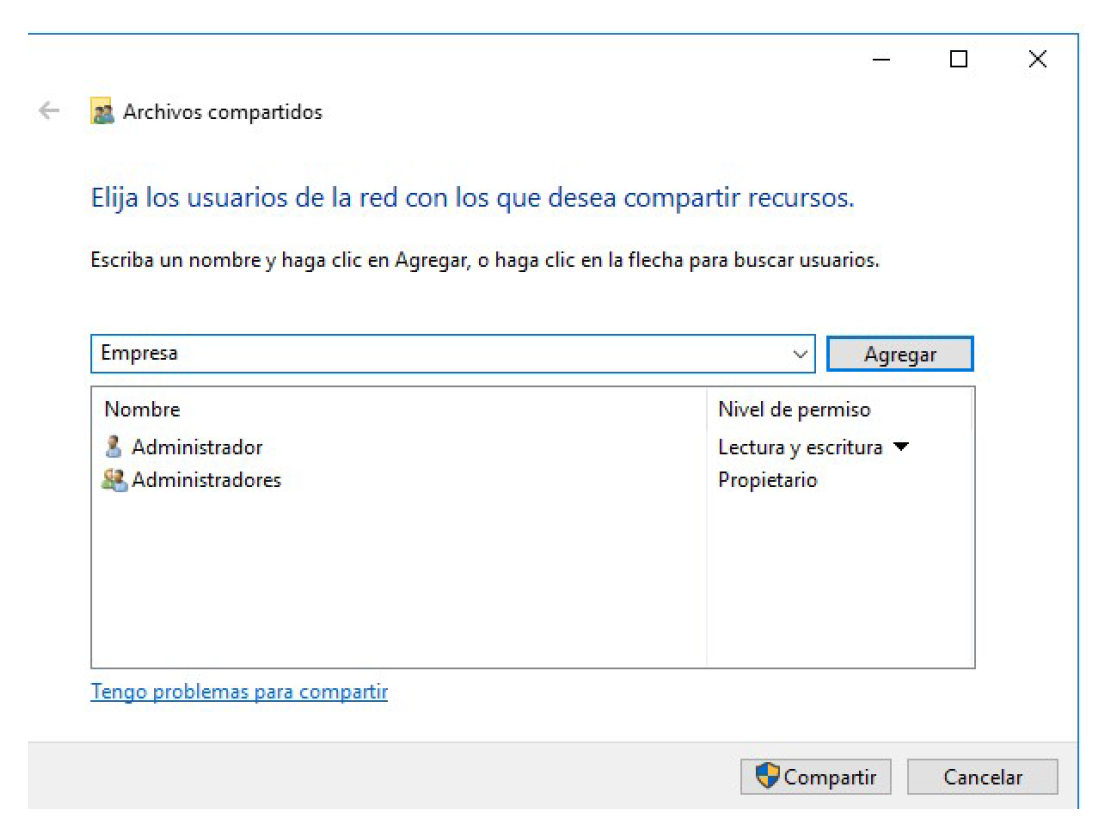 Archivos compartidos
Elija los usuarios de la red con los que desea compartir recursos.
Escriba un nombre y haga clic en Agregar, o haga clic en la flecha para buscar usuarios.
Empresa
Agregar
Nombre Nivel de permiso
Administrador Lectura y escritura
Administradores Propietario
Tengo problemas para compartir
Compartir Cancelar